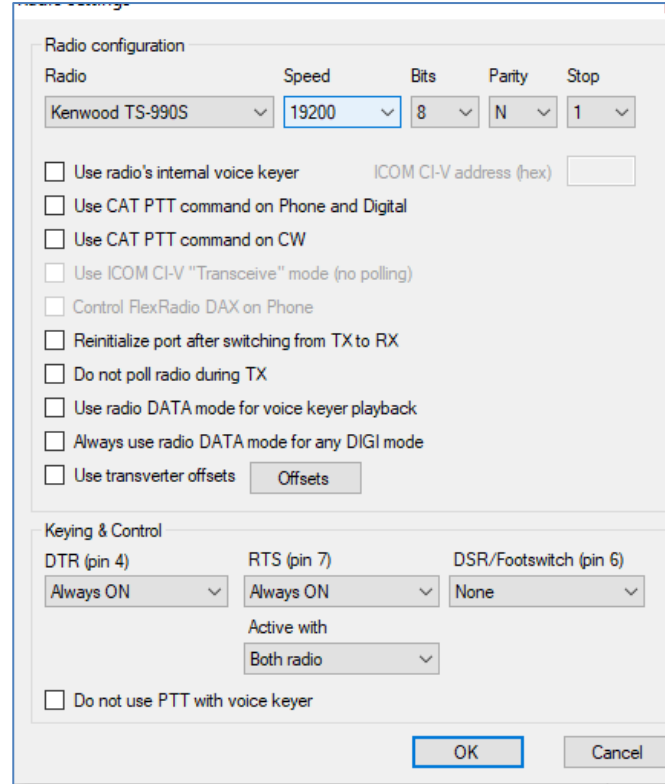 Radio configuration
Radio Speed Bits Parity Stop
Kenwood TS-990S 19200 8 N 1
Use radio's internal voice keyer ICOM CI-V address (hex)
Use CAT PTT command on Phone and Digital
Use CAT PTT command on CW
Use ICOM CI-V "Transceive" mode (no polling)
Control FlexRadio DAX on Phone
Reinitialize port after switching from TX to RX
Do not poll radio during TX
Use radio DATA mode for voice keyer playback
Always use radio DATA mode for any DIGI mode
Use transverter offsets Offsets
Keying & Control
DTR (pin 4) RTS (pin 7) DSR/Footswitch (pin 6)
Always ON Always ON None
Active with
Both radio
Do not use PTT with voice keyer
OK Cancel